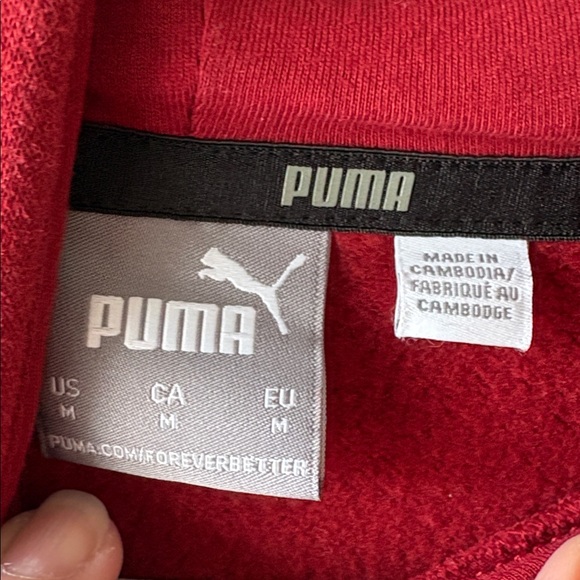 PUMA
PUMA
US CA EU
M M M
PUMA.COM/FOREVERBETTER
MADE IN
CAMBODIA/
FABRIQUÉ AU
CAMBODGE